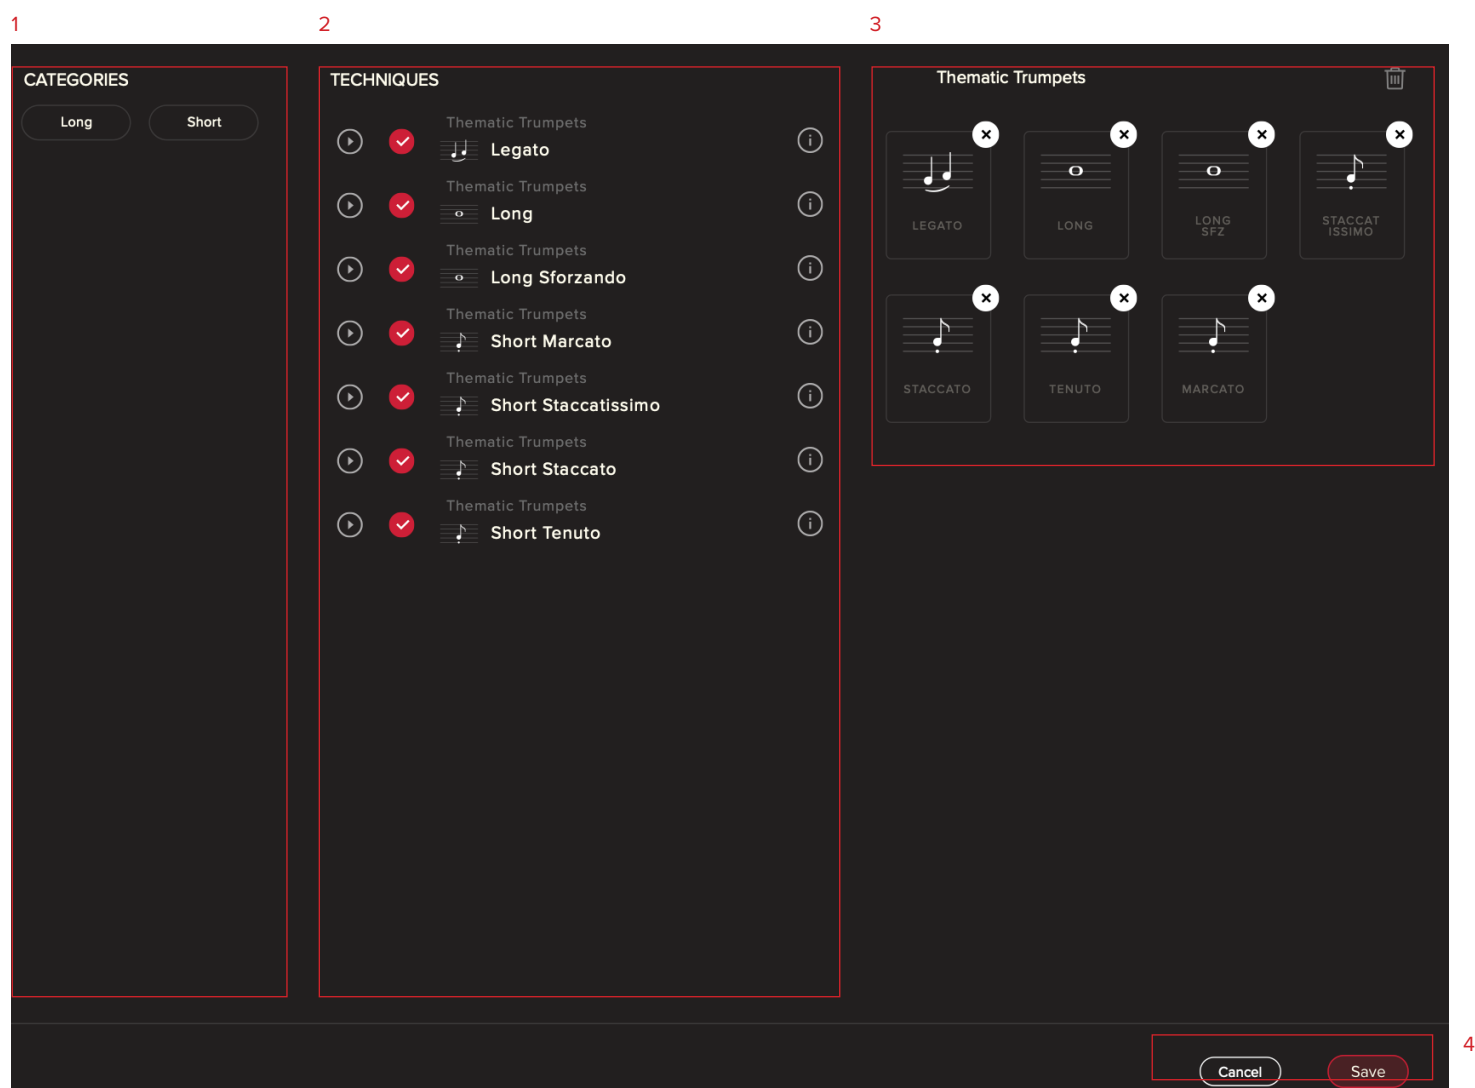 1
2
3
CATEGORIES
Long
Short
TECHNIQUES
Thematic Trumpets
Legato
Thematic Trumpets
Long
Thematic Trumpets
Long Sforzando
Thematic Trumpets
Short Marcato
Thematic Trumpets
Short Staccatissimo
Thematic Trumpets
Short Staccato
Thematic Trumpets
Short Tenuto
Thematic Trumpets
LEGATO
LONG
LONG
SFZ
STACCAT
ISSIMO
STACCATO
TENUTO
MARCATO
4
Cancel
Save